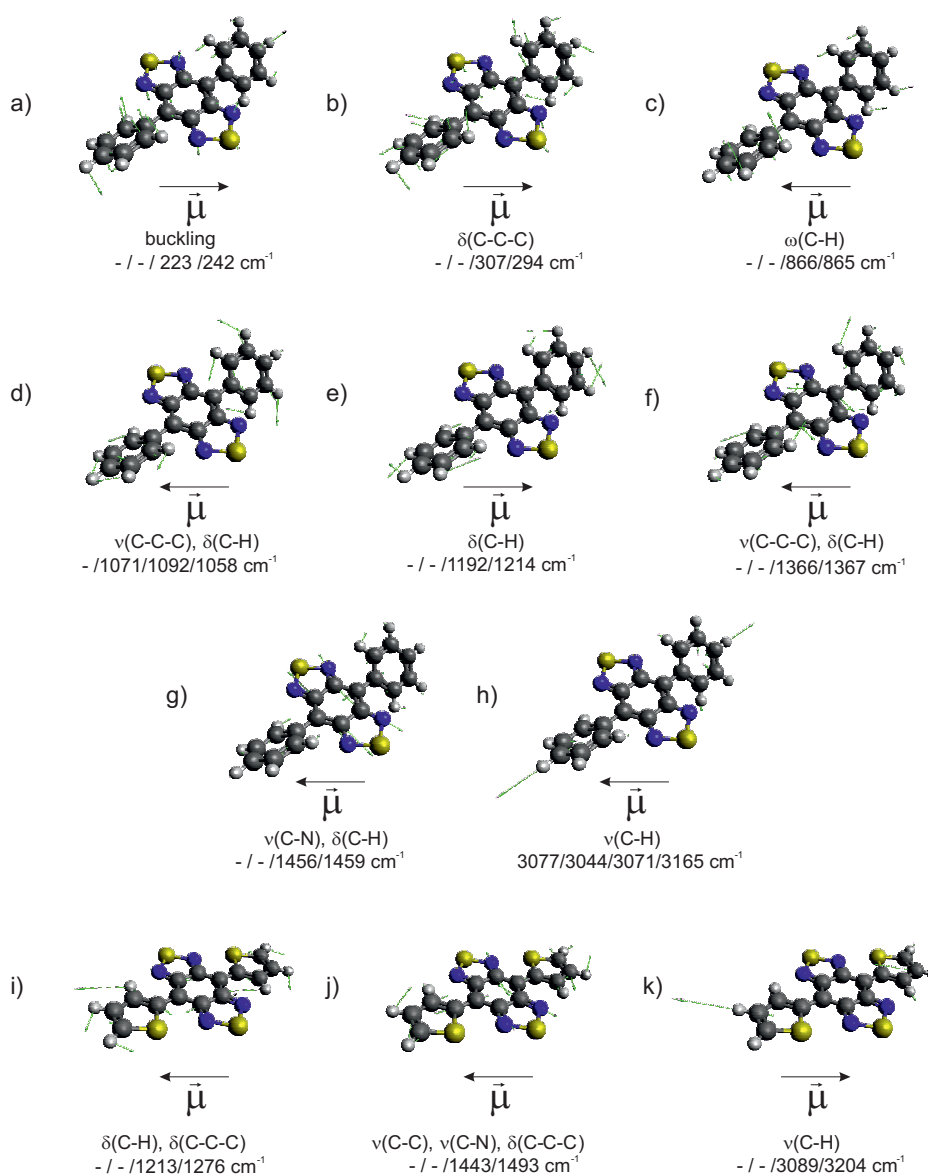 a)
μ⃗
buckling
- / - / 223 /242 cm⁻¹
b)
μ⃗
δ(C-C-C)
- / - /307/294 cm⁻¹
c)
μ⃗
ω(C-H)
- / - /866/865 cm⁻¹
d)
μ⃗
ν(C-C-C), δ(C-H)
- /1071/1092/1058 cm⁻¹
e)
μ⃗
δ(C-H)
- / - /1192/1214 cm⁻¹
f)
μ⃗
ν(C-C-C), δ(C-H)
- / - /1366/1367 cm⁻¹
g)
μ⃗
ν(C-N), δ(C-H)
- / - /1456/1459 cm⁻¹
h)
μ⃗
ν(C-H)
3077/3044/3071/3165 cm⁻¹
i)
μ⃗
δ(C-H), δ(C-C-C)
- / - /1213/1276 cm⁻¹
j)
μ⃗
ν(C-C), ν(C-N), δ(C-C-C)
- / - /1443/1493 cm⁻¹
k)
μ⃗
ν(C-H)
- / - /3089/3204 cm⁻¹